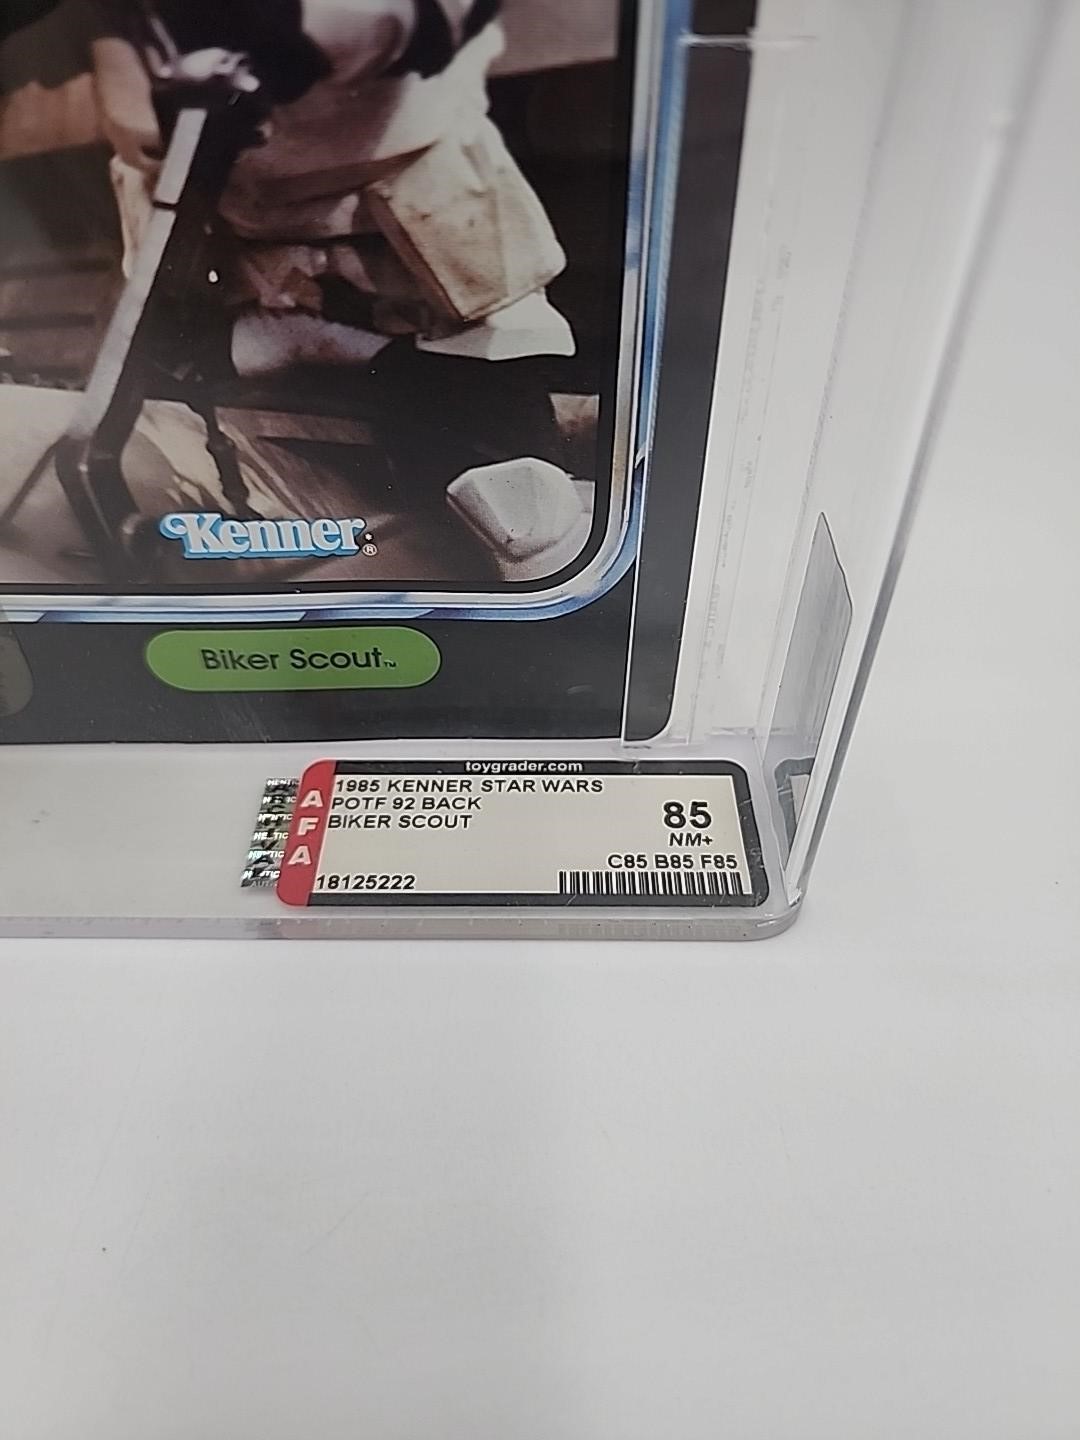 Kenner®
Biker Scout™
toygrader.com
AFA
1985 KENNER STAR WARS
POTF 92 BACK
BIKER SCOUT
85
NM+
C85 B85 F85
18125222